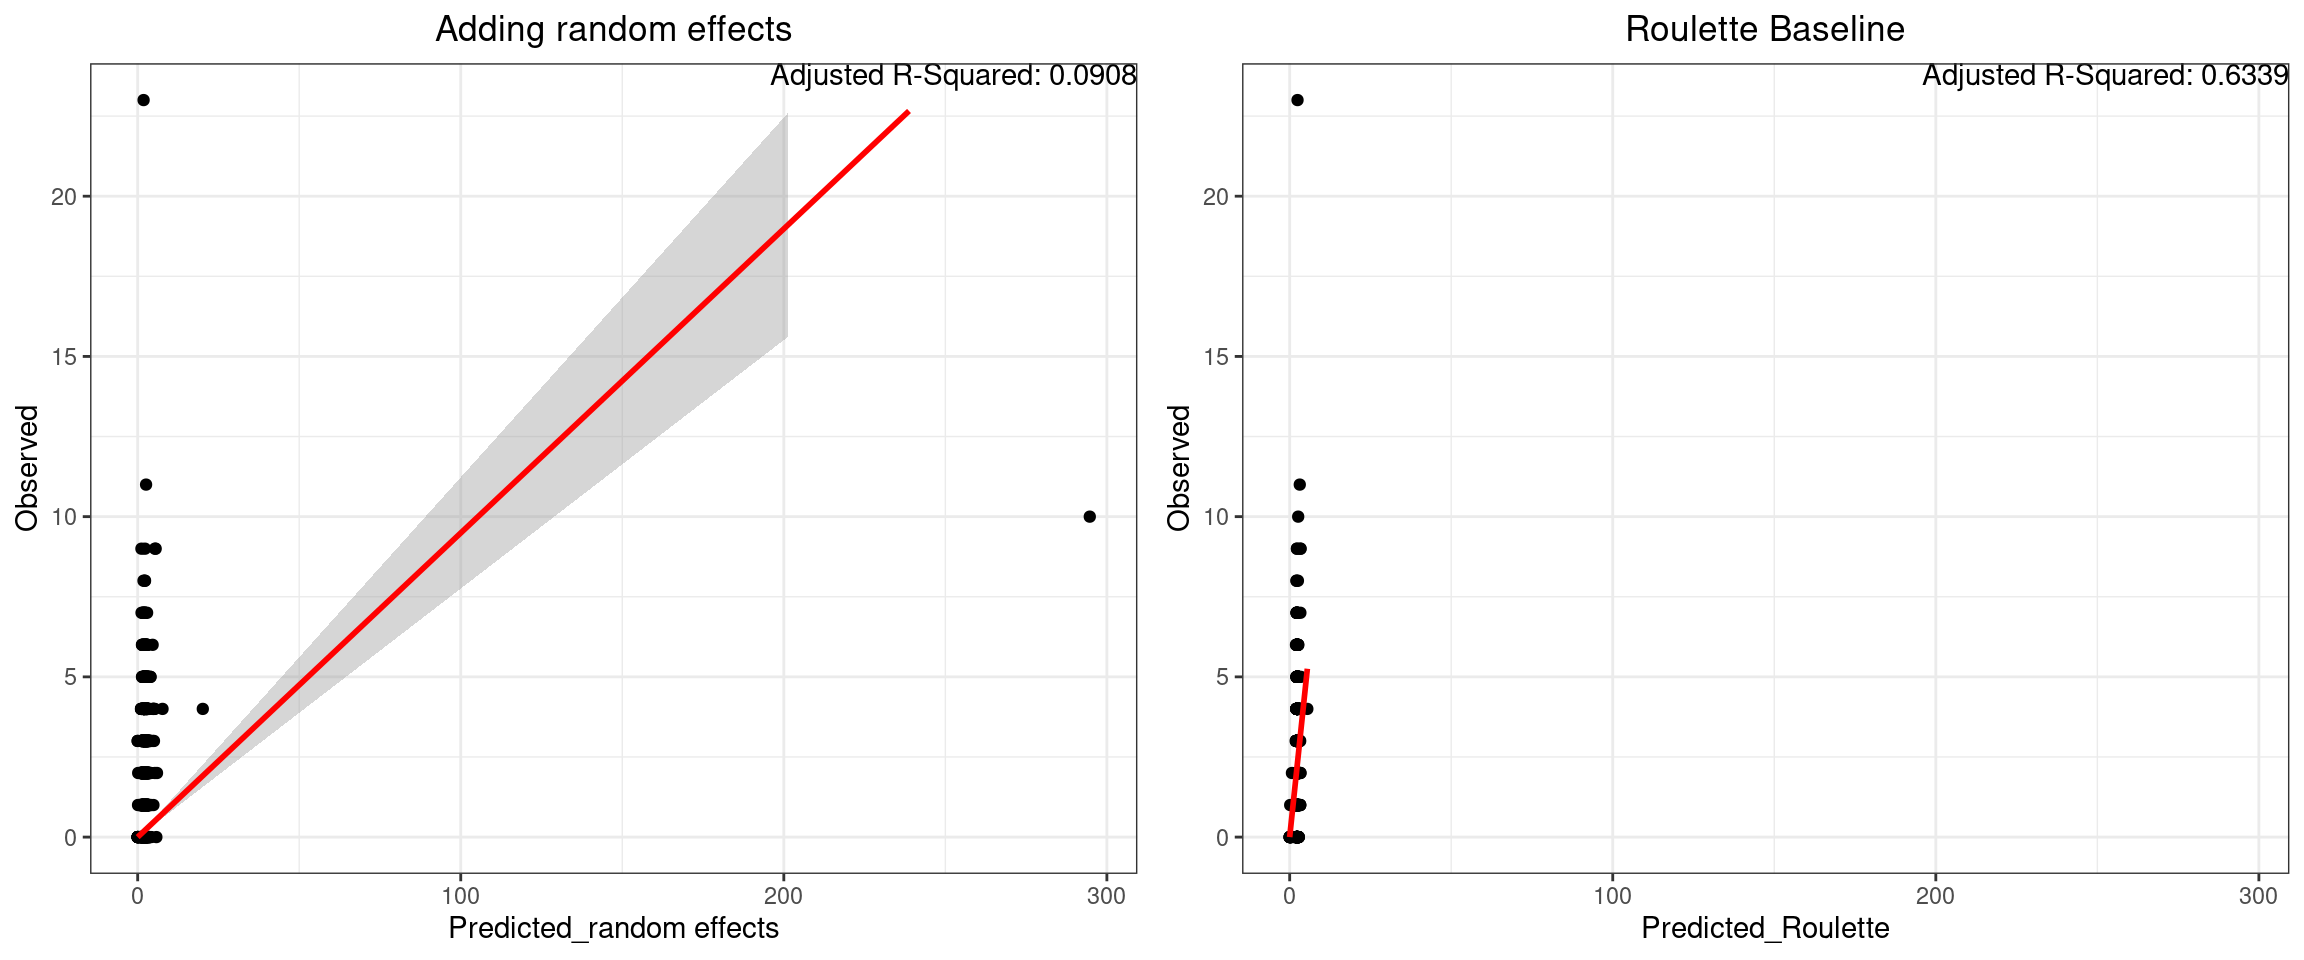 Adding random effects
Adjusted R-Squared: 0.0908
Observed
20
15
10
5
0
0 100 200 300
Predicted_random effects
Roulette Baseline
Adjusted R-Squared: 0.6339
Observed
20
15
10
5
0
0 100 200 300
Predicted_Roulette